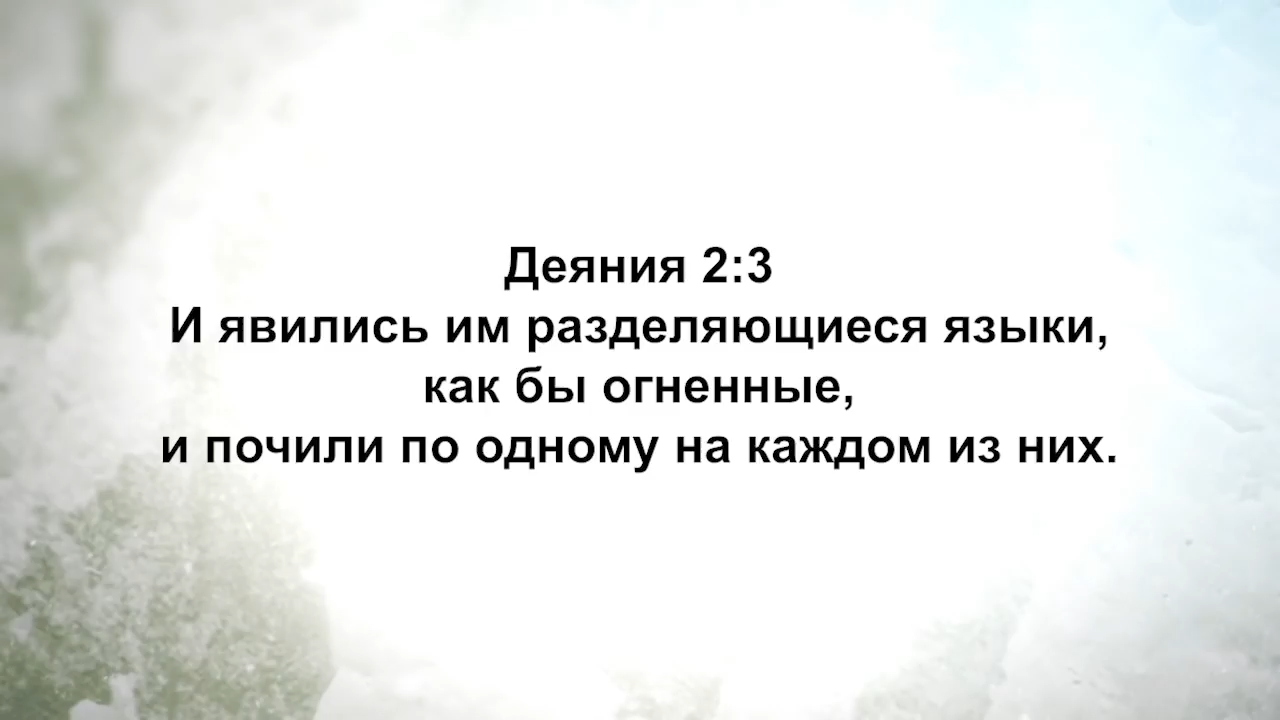 Деяния 2:3
И явились им разделяющиеся языки,
как бы огненные,
и почили по одному на каждом из них.